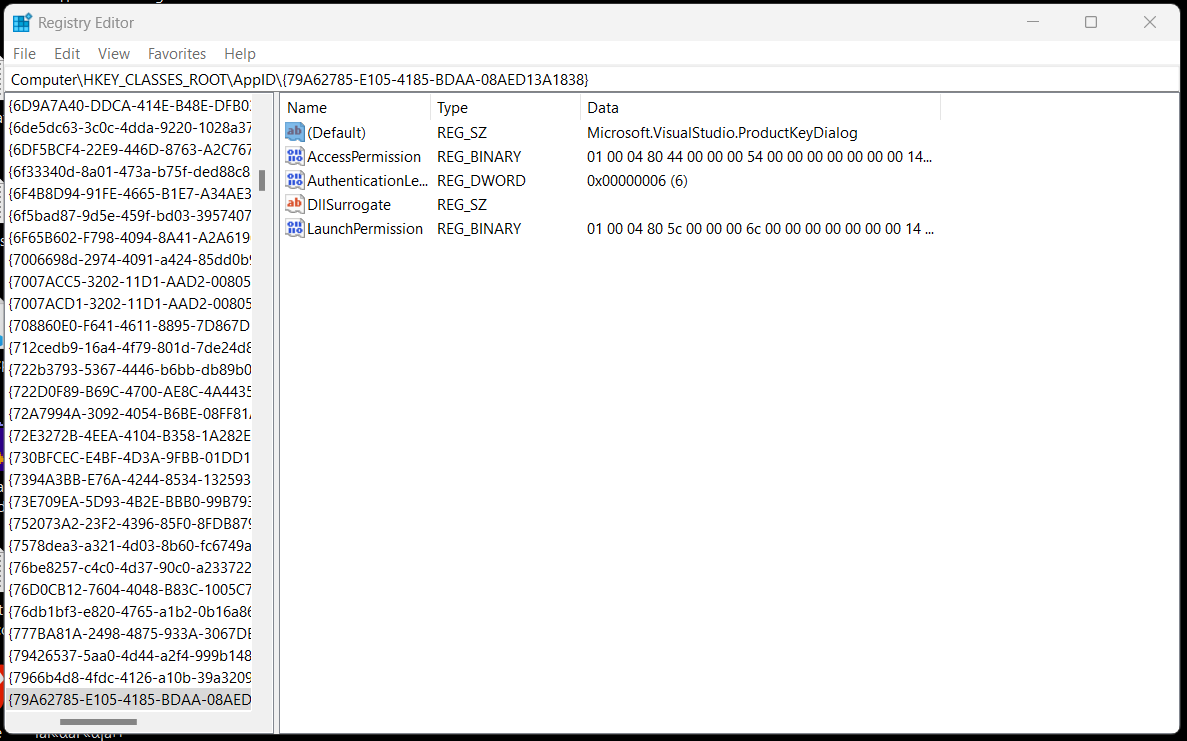 Registry Editor
File Edit View Favorites Help
Computer\HKEY_CLASSES_ROOT\AppID\{79A62785-E105-4185-BDAA-08AED13A1838}
{6D9A7A40-DDCA-414E-B48E-DFB0
{6de5dc63-3c0c-4dda-9220-1028a37
{6DF5BCF4-22E9-446D-8763-A2C767
{6f33340d-8a01-473a-b75f-ded88c8
{6F4B8D94-91FE-4665-B1E7-A34AE3
{6f5bad87-9d5e-459f-bd03-3957407
{6F65B602-F798-4094-8A41-A2A619
{7006698d-2974-4091-a424-85dd0b
{7007ACC5-3202-11D1-AAD2-00805
{7007ACD1-3202-11D1-AAD2-00805
{708860E0-F641-4611-8895-7D867D
{712cedb9-16a4-4f79-801d-7de24d8
{722b3793-5367-4446-b6bb-db89b0
{722D0F89-B69C-4700-AE8C-4A4435
{72A7994A-3092-4054-B6BE-08FF81
{72E3272B-4EEA-4104-B358-1A282E
{730BFCEC-E4BF-4D3A-9FBB-01DD1
{7394A3BB-E76A-4244-8534-132593
{73E709EA-5D93-4B2E-BBB0-99B793
{752073A2-23F2-4396-85F0-8FDB879
{7578dea3-a321-4d03-8b60-fc6749a
{76be8257-c4c0-4d37-90c0-a233722
{76D0CB12-7604-4048-B83C-1005C7
{76db1bf3-e820-4765-a1b2-0b16a86
{777BA81A-2498-4875-933A-3067DE
{79426537-5aa0-4d44-a2f4-999b148
{7966b4d8-4fdc-4126-a10b-39a3209
{79A62785-E105-4185-BDAA-08AED
Name Type Data
(Default) REG_SZ Microsoft.VisualStudio.ProductKeyDialog
AccessPermission REG_BINARY 01 00 04 80 44 00 00 00 54 00 00 00 00 00 00 00 14...
AuthenticationLe... REG_DWORD 0x00000006 (6)
DllSurrogate REG_SZ
LaunchPermission REG_BINARY 01 00 04 80 5c 00 00 00 6c 00 00 00 00 00 00 00 14 ...